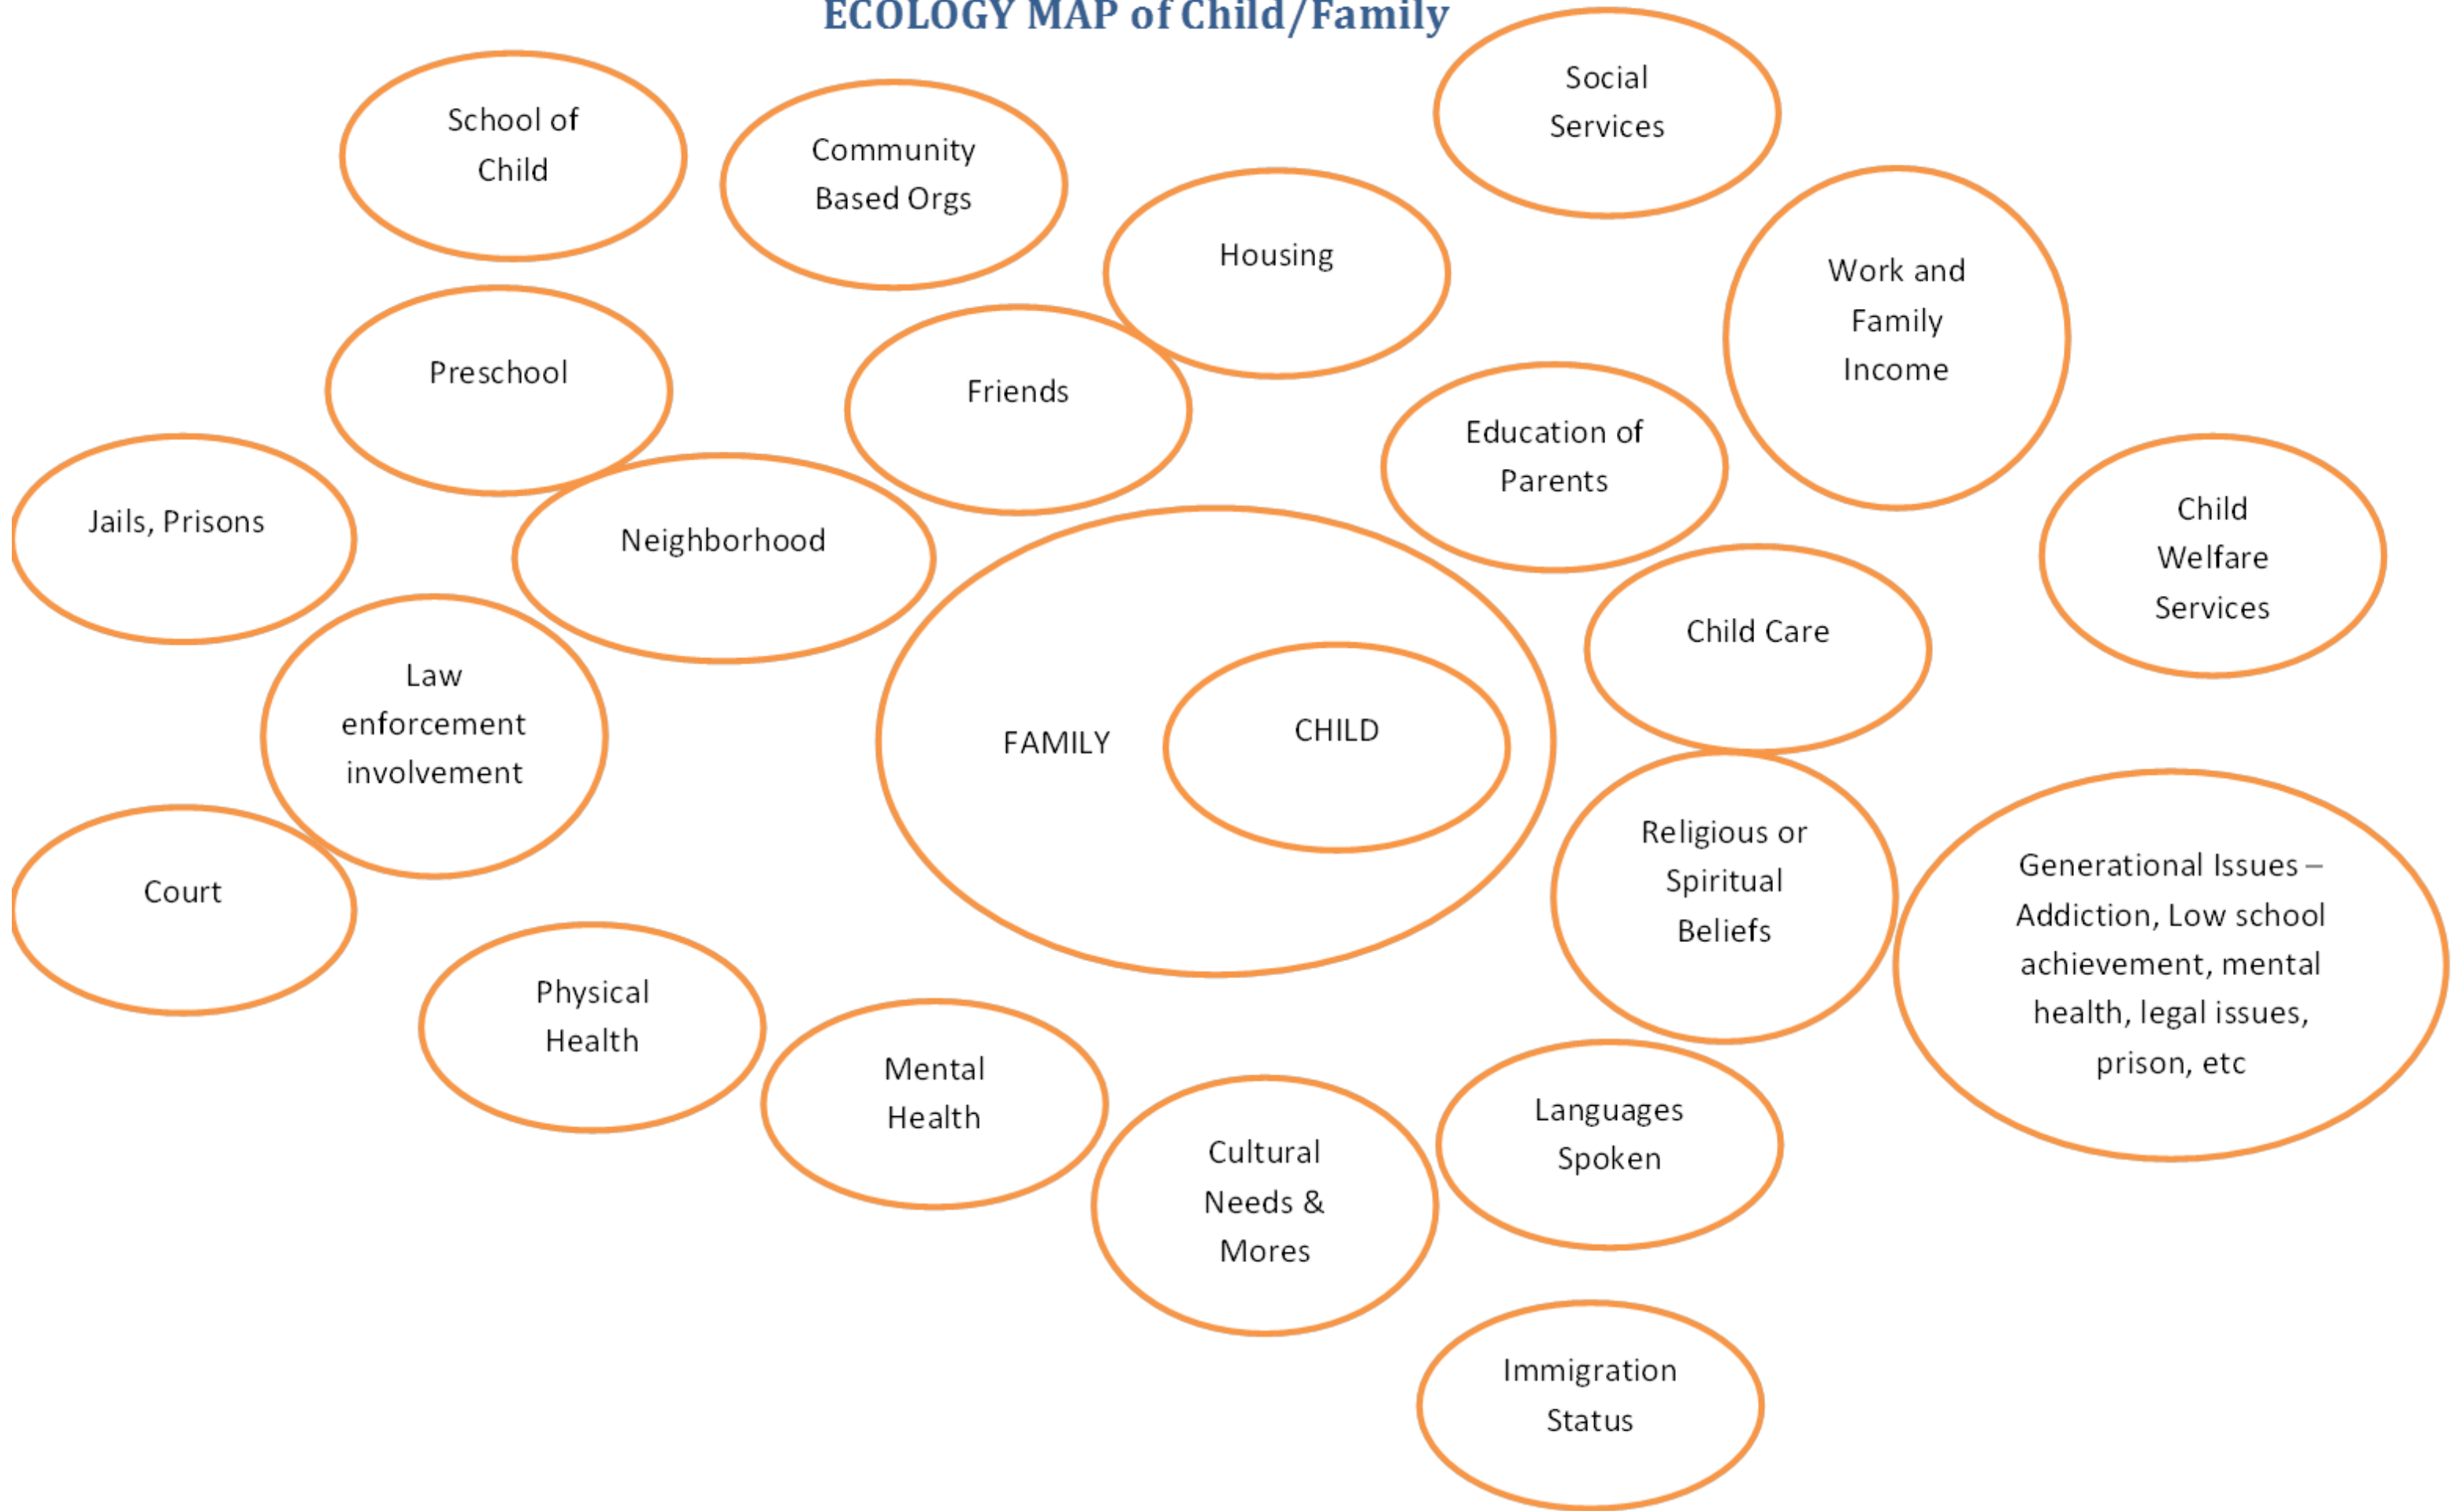 ECOLOGY MAP of Child/Family
School of
Child
Community
Based Orgs
Social
Services
Housing
Work and
Family
Income
Preschool
Friends
Education of
Parents
Jails, Prisons
Neighborhood
Child
Welfare
Services
Child Care
Law
enforcement
involvement
FAMILY
CHILD
Court
Religious or
Spiritual
Beliefs
Generational Issues –
Addiction, Low school
achievement, mental
health, legal issues,
prison, etc
Physical
Health
Mental
Health
Cultural
Needs &
Mores
Languages
Spoken
Immigration
Status